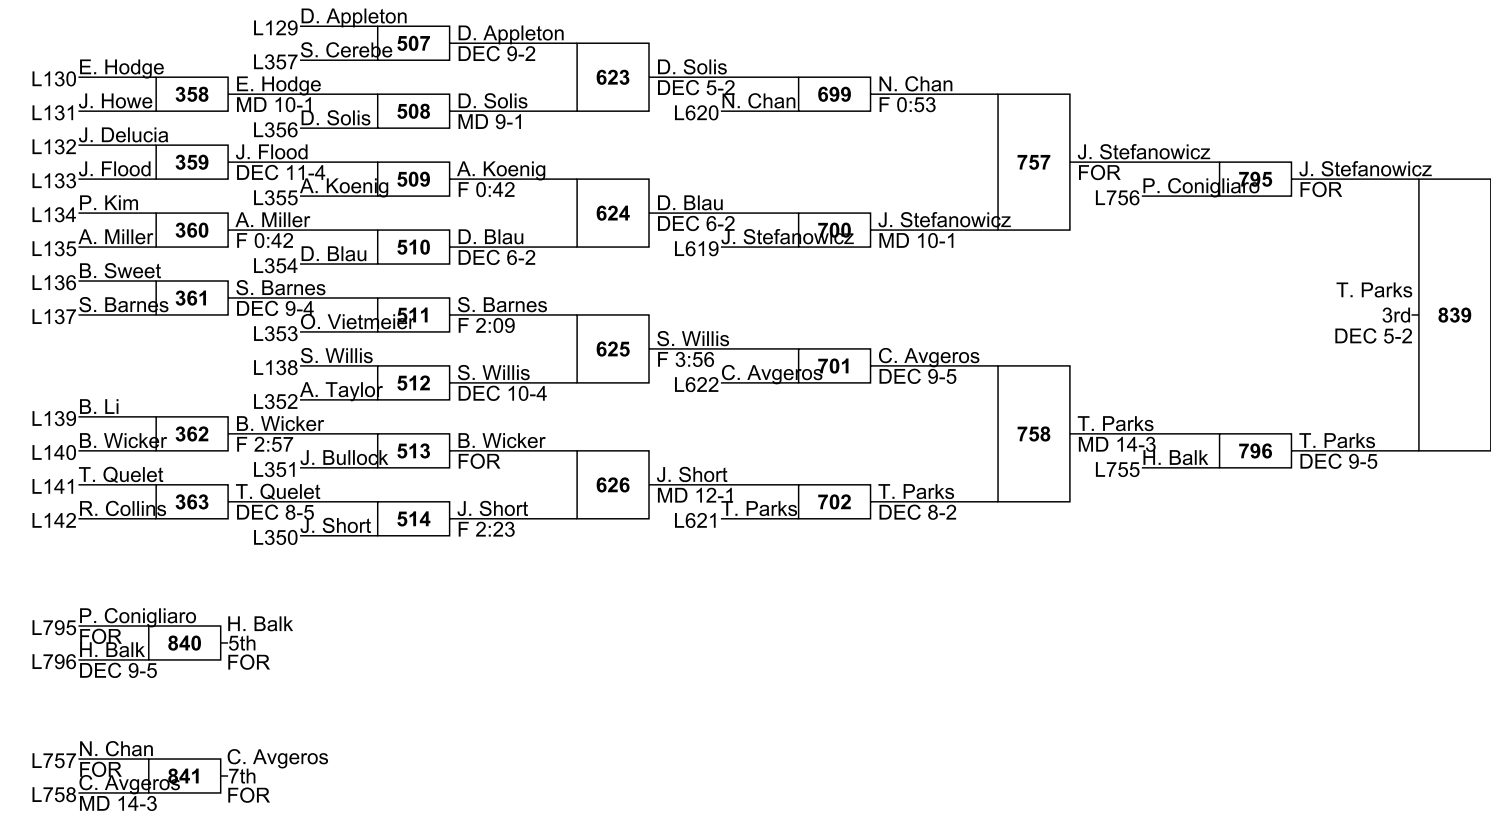 D. Appleton
L129
507
D. Appleton
DEC 9-2
S. Cerebe
L357
E. Hodge
L130
358
E. Hodge
MD 10-1
J. Howe
L131
623
D. Solis
DEC 5-2
508
D. Solis
MD 9-1
D. Solis
L356
699
N. Chan
F 0:53
N. Chan
L620
J. Delucia
L132
359
J. Flood
DEC 11-4
J. Flood
L133
509
A. Koenig
F 0:42
A. Koenig
L355
757
J. Stefanowicz
FOR
795
J. Stefanowicz
FOR
P. Conigliaro
L756
P. Kim
L134
360
A. Miller
F 0:42
A. Miller
L135
624
D. Blau
DEC 6-2
510
D. Blau
DEC 6-2
D. Blau
L354
700
J. Stefanowicz
MD 10-1
J. Stefanowicz
L619
B. Sweet
L136
361
S. Barnes
DEC 9-4
S. Barnes
L137
511
S. Barnes
F 2:09
O. Vietmeier
L353
T. Parks
3rd
DEC 5-2
839
625
S. Willis
F 3:56
S. Willis
L138
512
S. Willis
DEC 10-4
A. Taylor
L352
701
C. Avgeros
DEC 9-5
C. Avgeros
L622
B. Li
L139
362
B. Wicker
F 2:57
B. Wicker
L140
513
B. Wicker
FOR
J. Bullock
L351
758
T. Parks
MD 14-3
796
T. Parks
DEC 9-5
H. Balk
L755
T. Quelet
L141
363
T. Quelet
DEC 8-5
R. Collins
L142
626
J. Short
MD 12-1
514
J. Short
F 2:23
J. Short
L350
702
T. Parks
DEC 8-2
T. Parks
L621
P. Conigliaro
L795
FOR
840
H. Balk
5th
FOR
H. Balk
L796
DEC 9-5
N. Chan
L757
FOR
841
C. Avgeros
7th
FOR
C. Avgeros
L758
MD 14-3